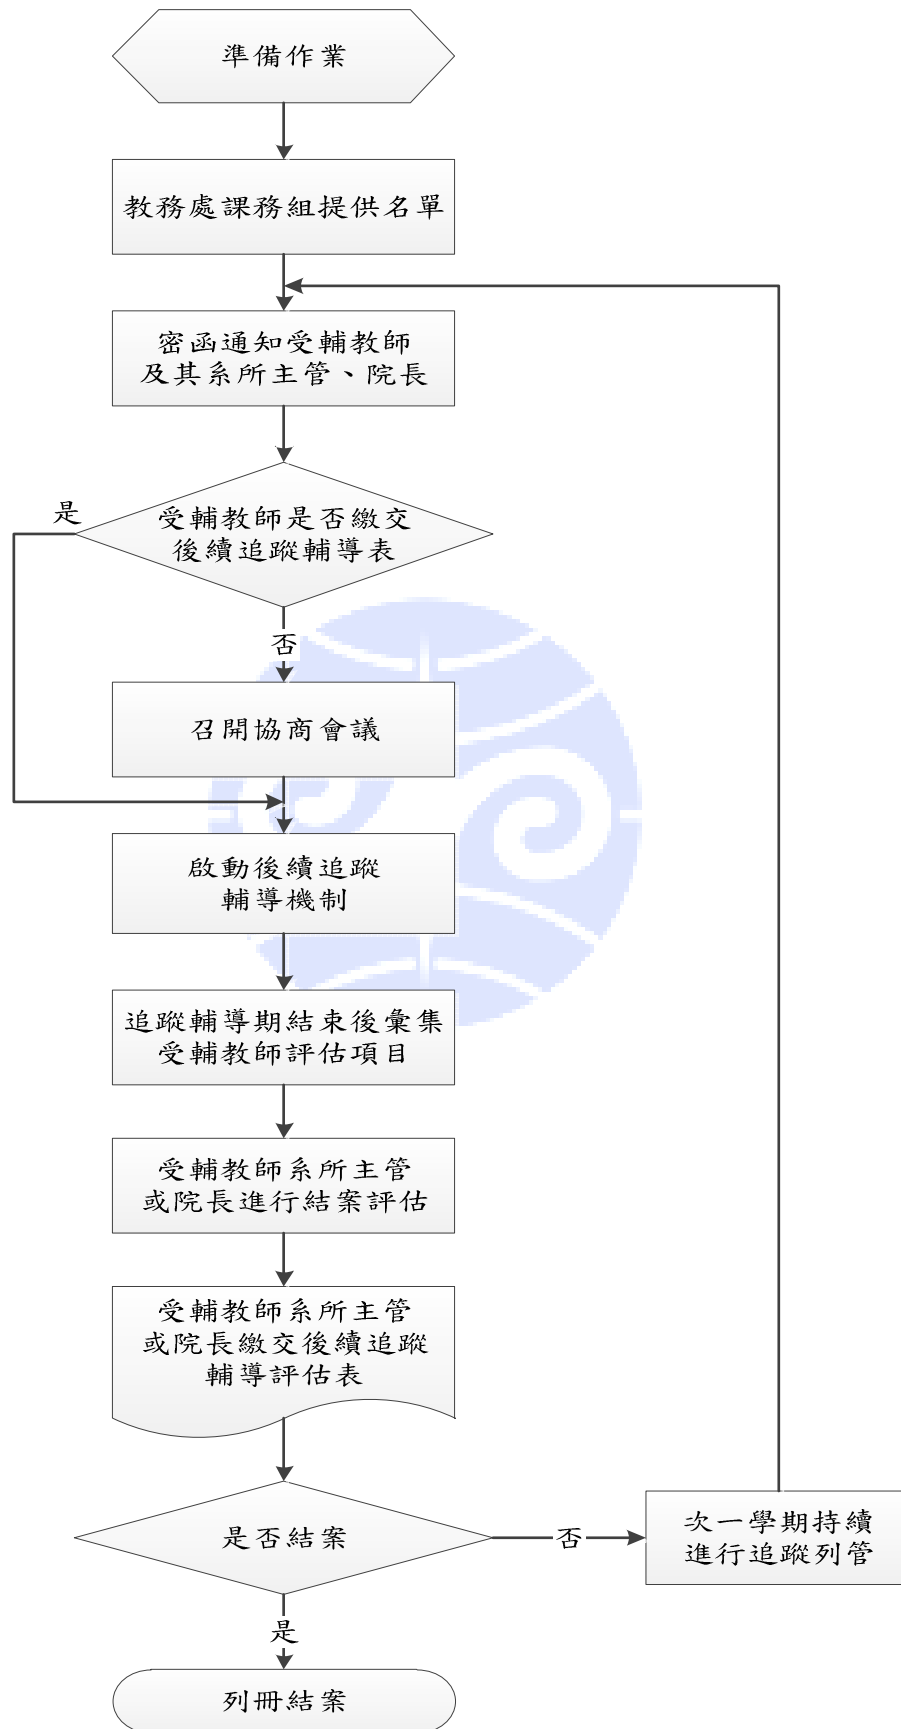 準備作業
教務處課務組提供名單
密函通知受輔教師
及其系所主管、院長
是
受輔教師是否繳交
後續追蹤輔導表
否
召開協商會議
啟動後續追蹤
輔導機制
追蹤輔導期結束後彙集
受輔教師評估項目
受輔教師系所主管
或院長進行結案評估
受輔教師系所主管
或院長繳交後續追蹤
輔導評估表
是否結案
否
次一學期持續
進行追蹤列管
是
列冊結案